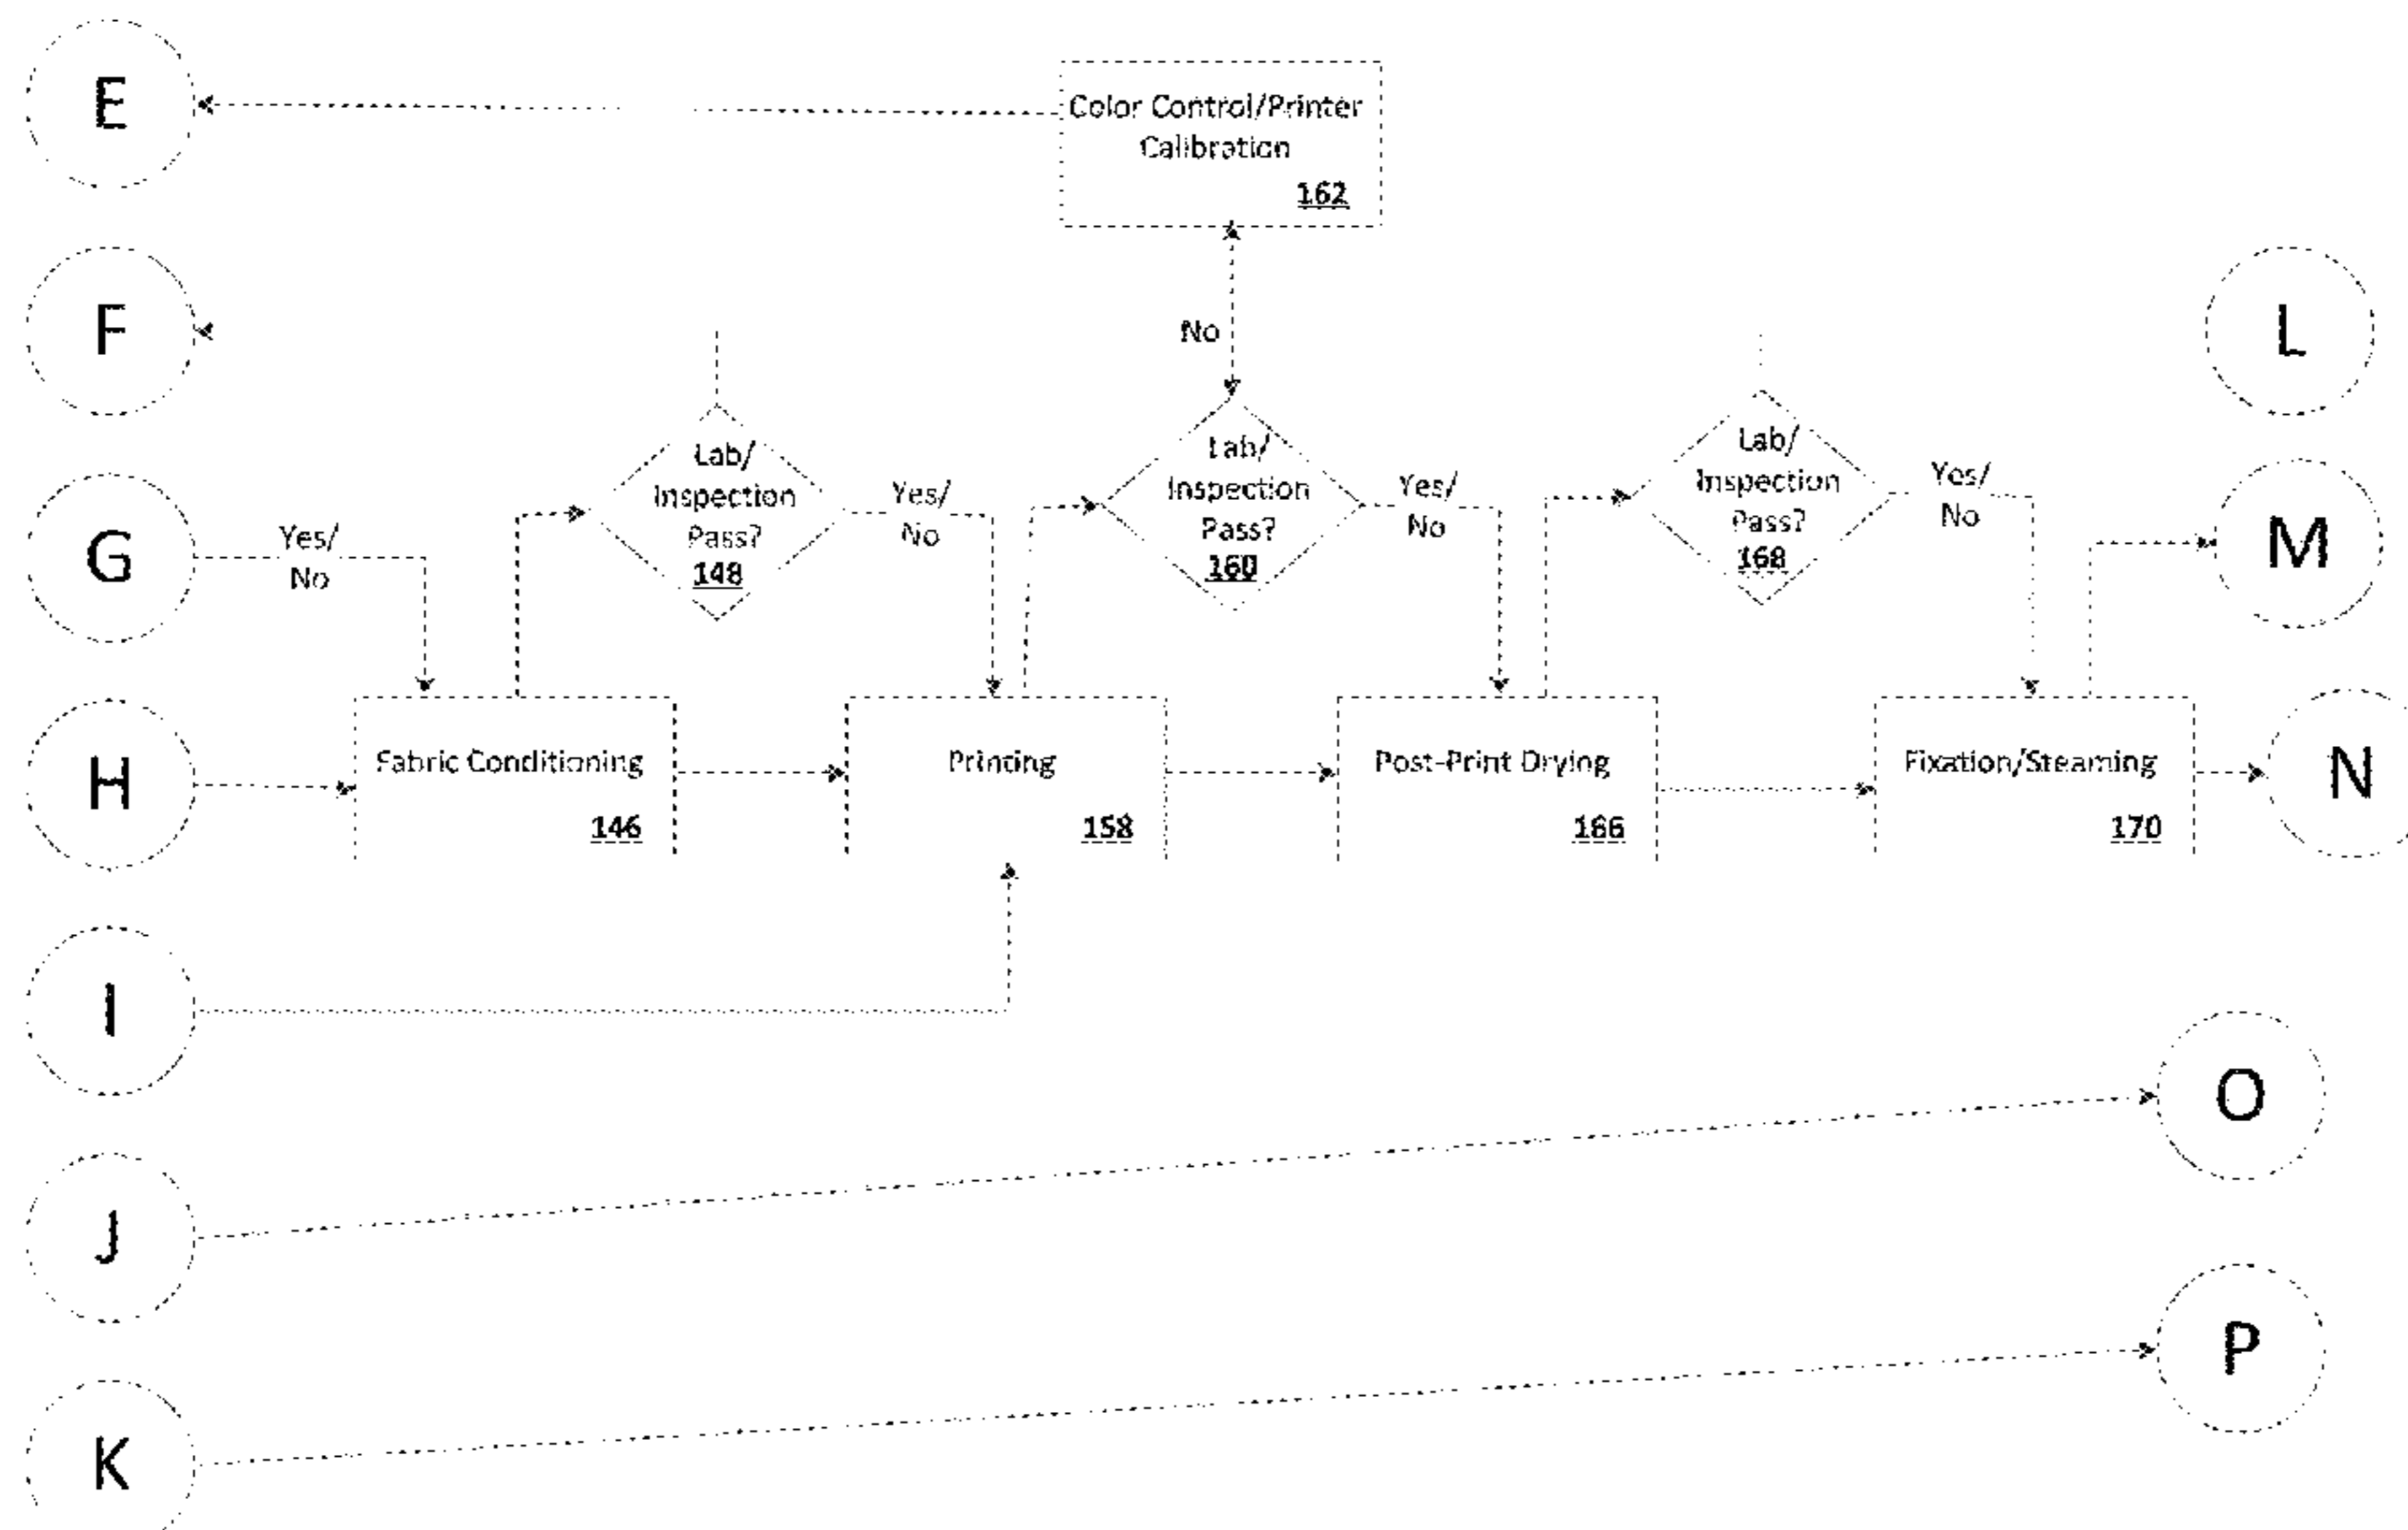 E
Color Control/Printer
Calibration
162
F
No
L
G
Yes/
No
Lab/
Inspection
Pass?
148
Yes/
No
Lab/
Inspection
Pass?
160
Yes/
No
Lab/
Inspection
Pass?
168
Yes/
No
M
H
Fabric Conditioning
146
Printing
158
Post-Print Drying
166
Fixation/Steaming
170
N
I
J
O
K
P